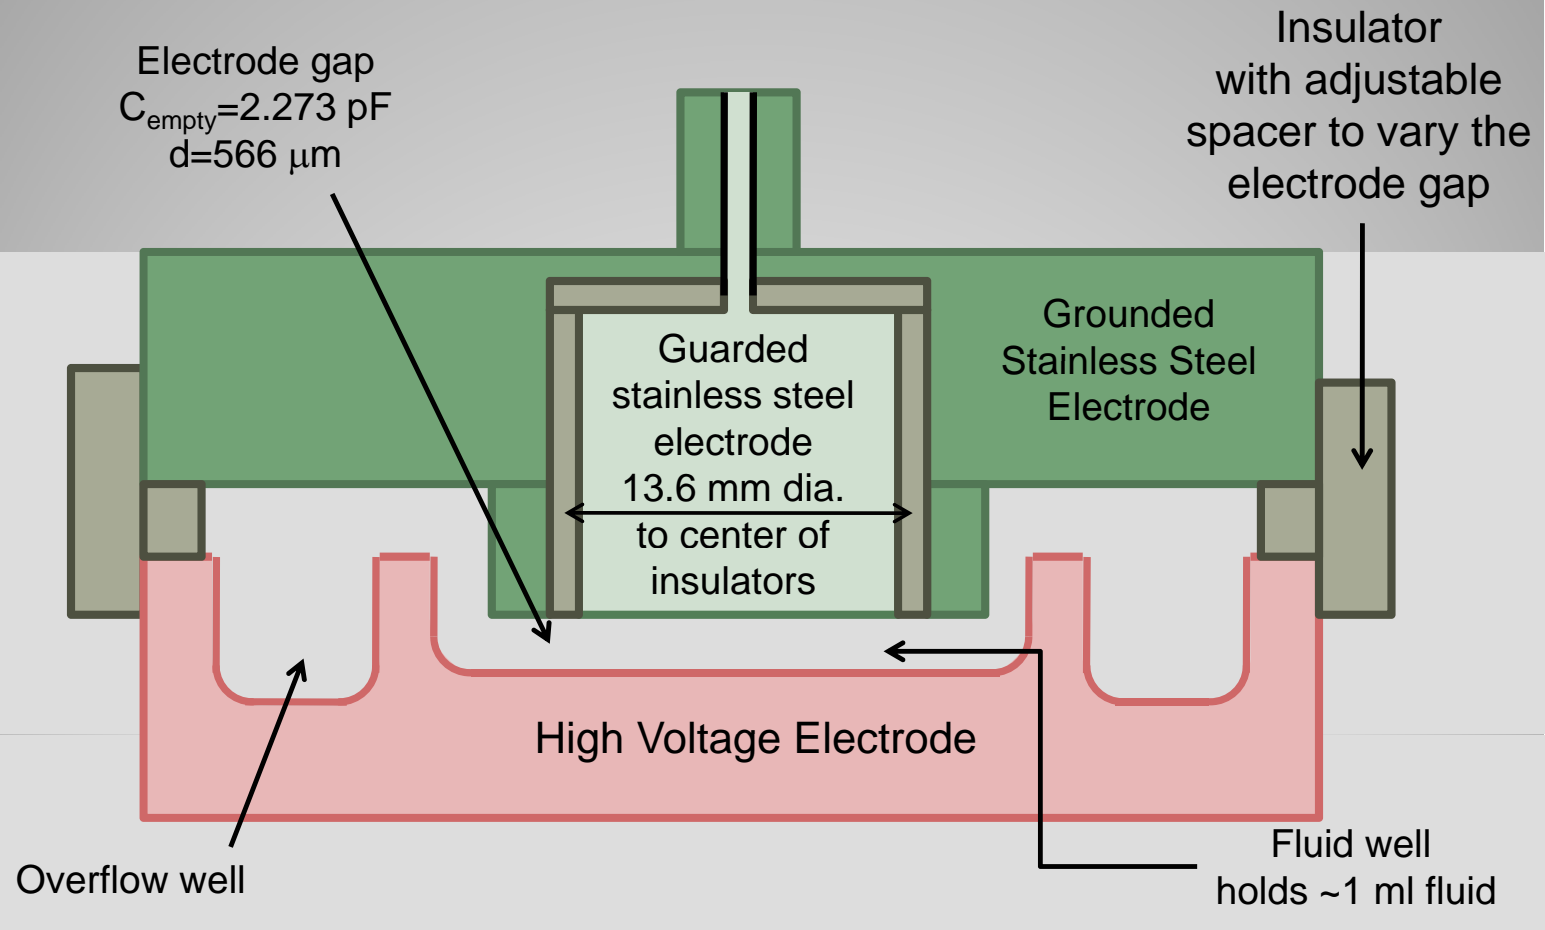 Electrode gap
Cempty=2.273 pF
d=566 μm
Insulator
with adjustable
spacer to vary the
electrode gap
Guarded
stainless steel
electrode
13.6 mm dia.
to center of
insulators
Grounded
Stainless Steel
Electrode
High Voltage Electrode
Overflow well
Fluid well
holds ~1 ml fluid